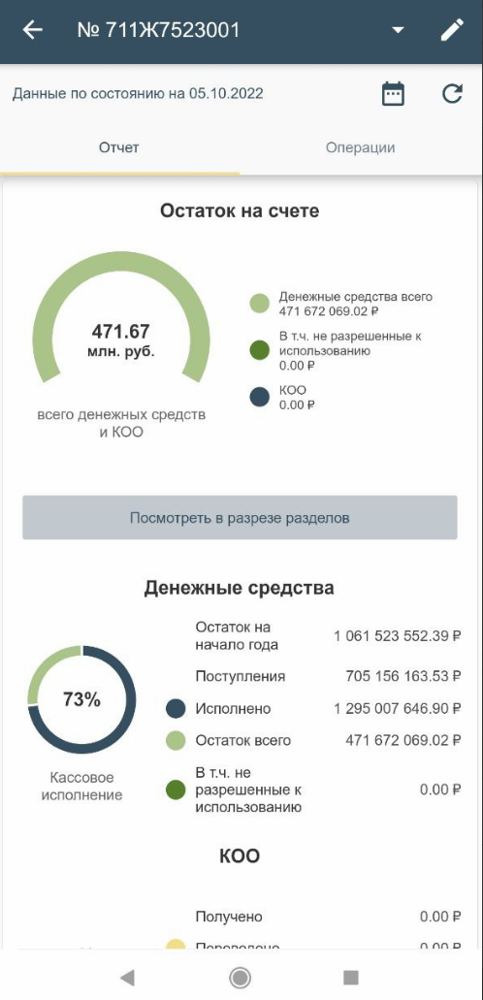 № 711Ж7523001
Данные по состоянию на 05.10.2022
Отчет
Операции
Остаток на счете
471.67
млн. руб.
всего денежных средств
и КОО
Денежные средства всего
471 672 069.02 ₽
В т.ч. не разрешенные к
использованию
0.00 ₽
КОО
0.00 ₽
Посмотреть в разрезе разделов
Денежные средства
73%
Кассовое
исполнение
Остаток на
начало года
1 061 523 552.39 ₽
Поступления 705 156 163.53 ₽
Исполнено 1 295 007 646.90 ₽
Остаток всего 471 672 069.02 ₽
В т.ч. не
разрешенные к
использованию
0.00 ₽
КОО
Получено 0.00 ₽
Переведено 0.00 ₽